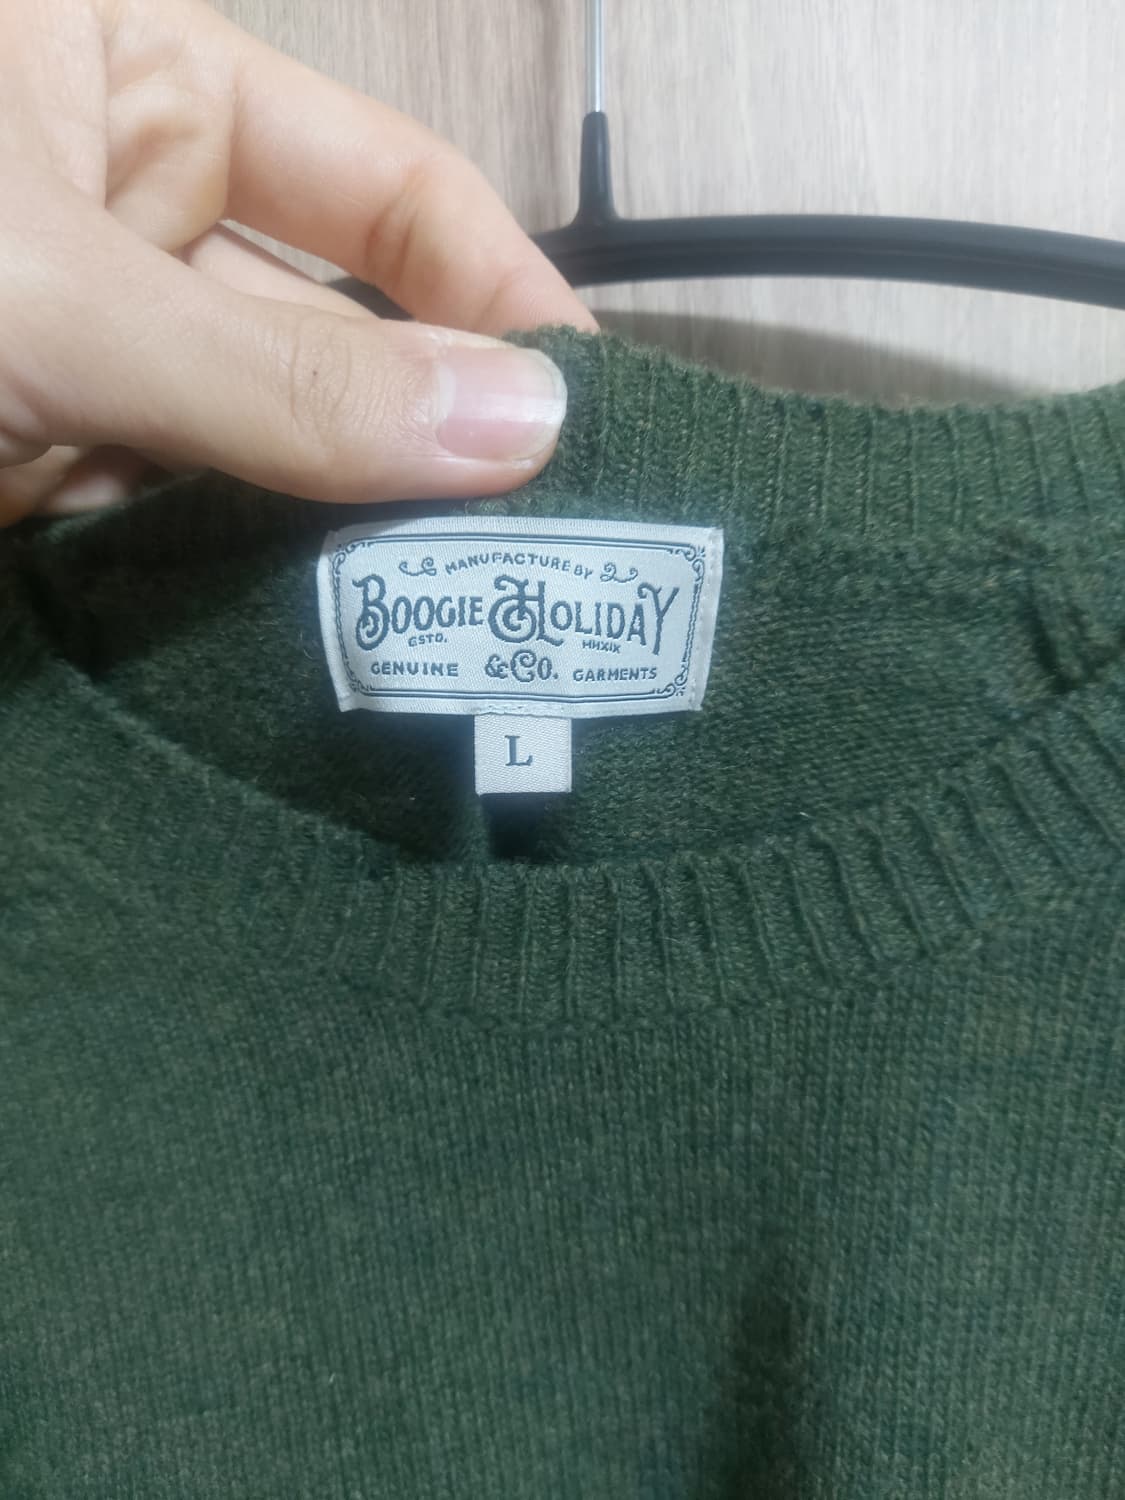 MANUFACTURE BY
BOOGIE HOLIDAY
ESTD. MMXIX
GENUINE &CO. GARMENTS
L